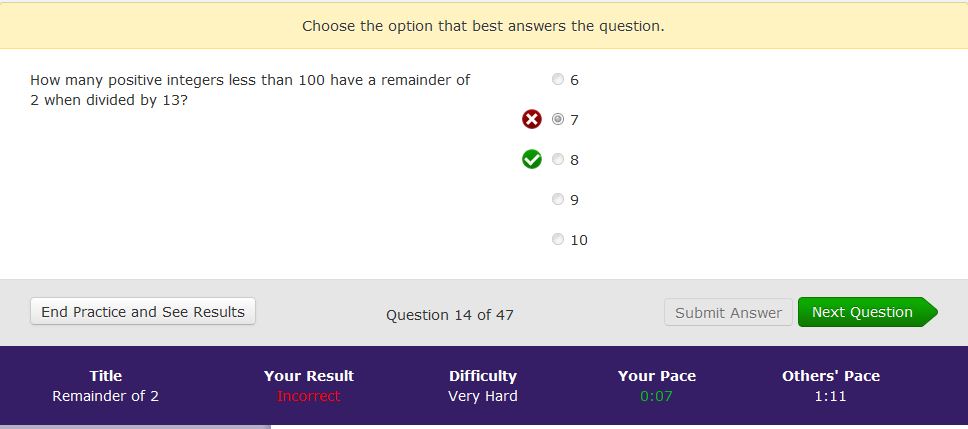 Choose the option that best answers the question.
How many positive integers less than 100 have a remainder of
2 when divided by 13?
6
7
8
9
10
End Practice and See Results
Question 14 of 47
Submit Answer
Next Question
Title
Your Result
Difficulty
Your Pace
Others' Pace
Remainder of 2
Incorrect
Very Hard
0:07
1:11